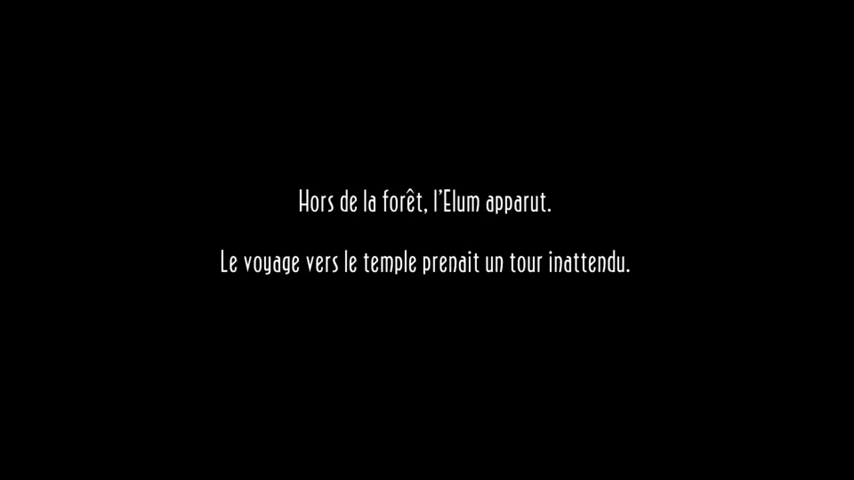 Hors de la forêt, l'Elum apparut.
Le voyage vers le temple prenait un tour inattendu.